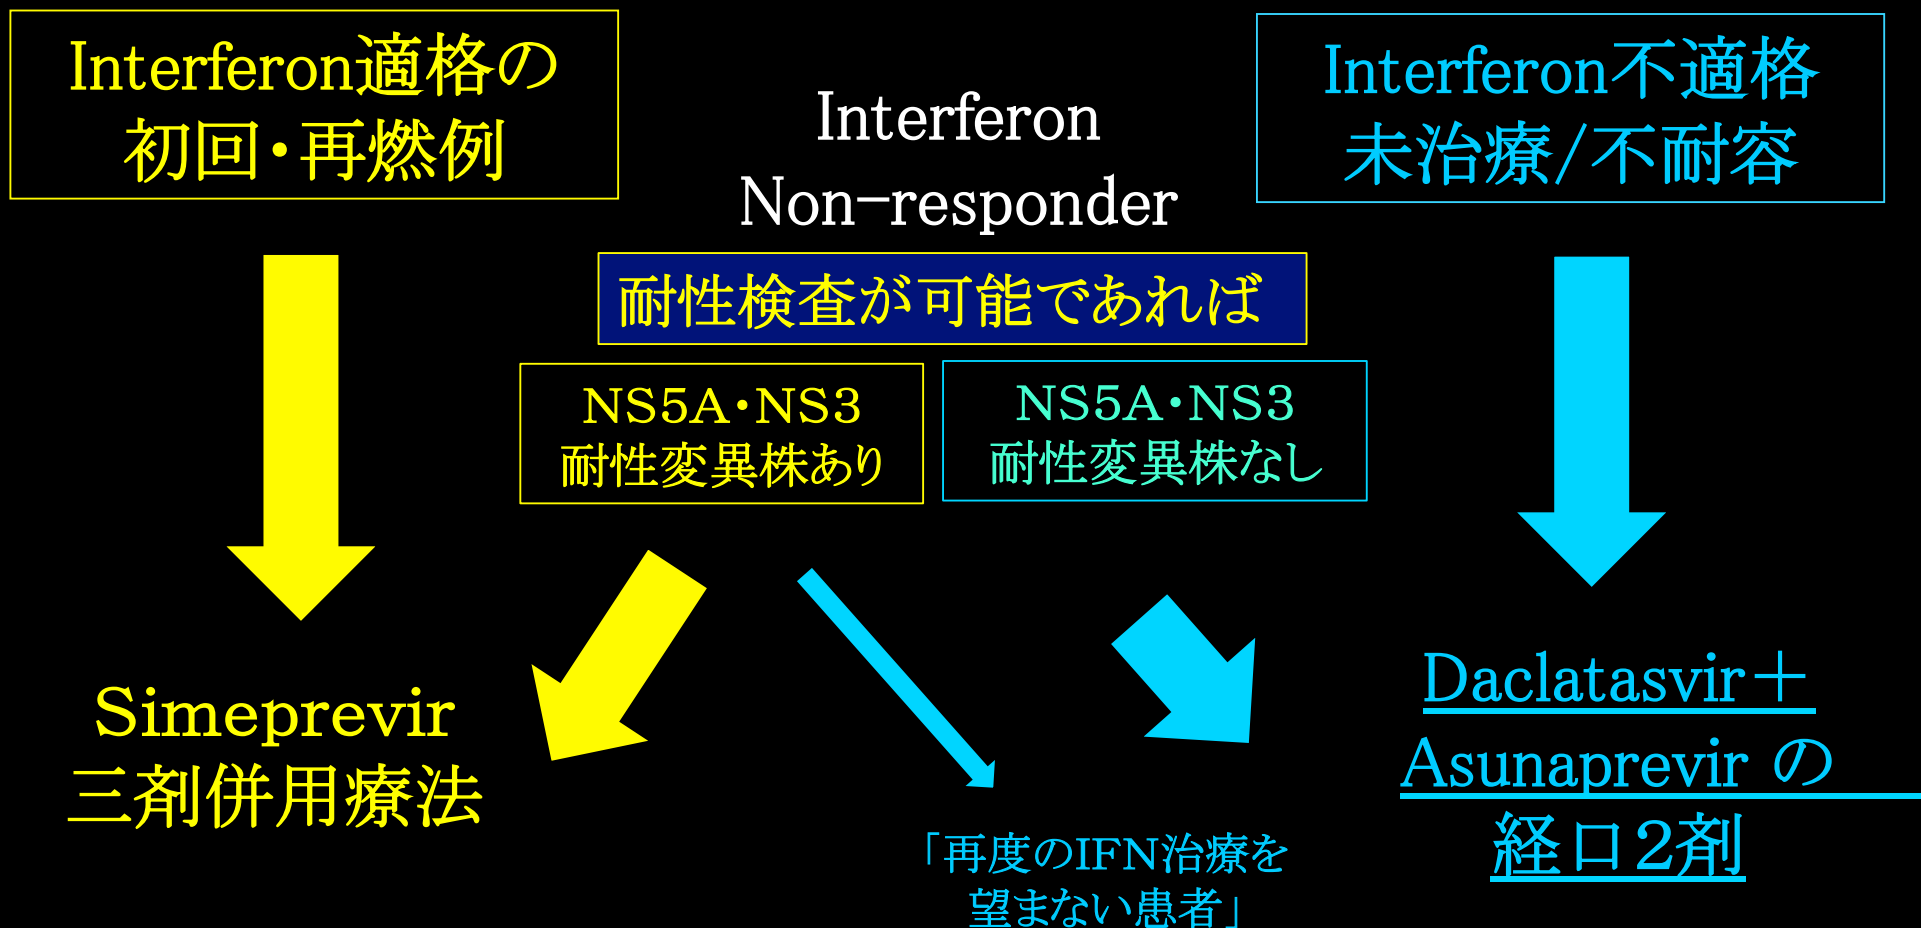 Interferon適格の
初回・再燃例
Interferon
Non-responder
Interferon不適格
未治療/不耐容
耐性検査が可能であれば
NS5A・NS3
耐性変異株あり
NS5A・NS3
耐性変異株なし
Simeprevir
三剤併用療法
「再度のIFN治療を
望まない患者」
Daclatasvir＋
Asunaprevir の
経口2剤